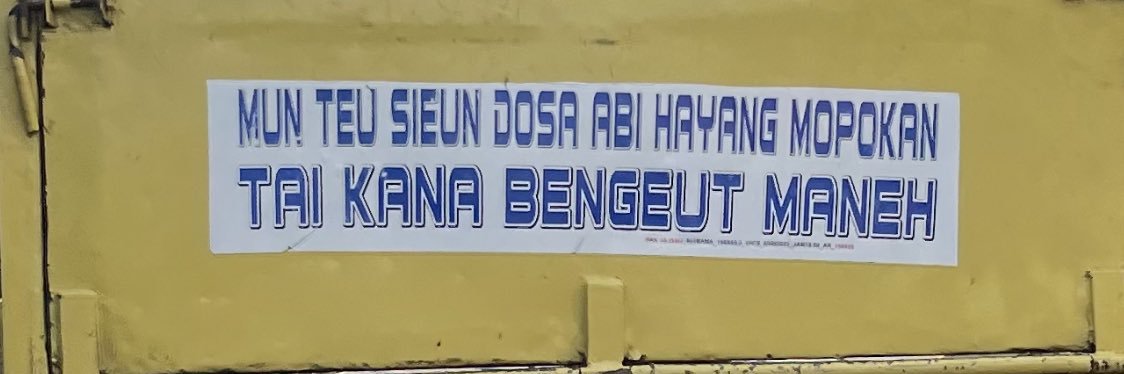 MUN TEU SIEUN DOSA ABI HAYANG MOPOKAN
TAI KANA BENGEUT MANEH